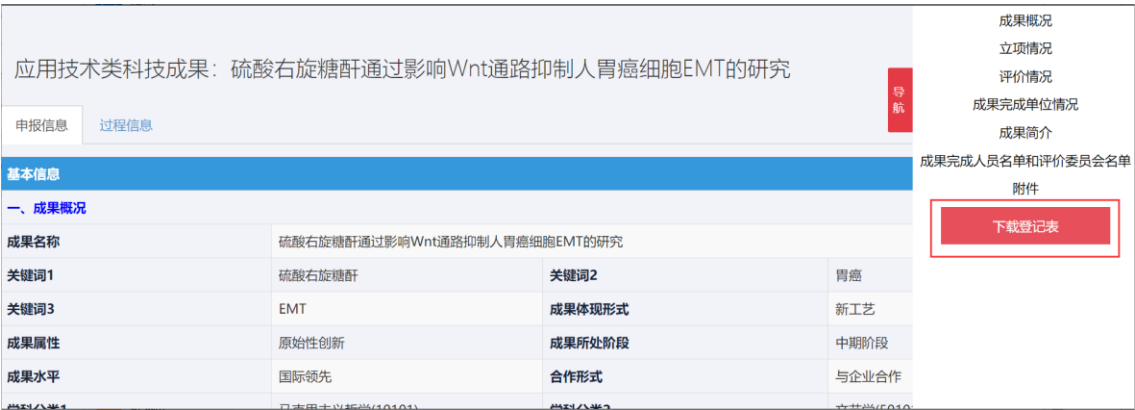 应用技术类科技成果：硫酸右旋糖酐通过影响Wnt通路抑制人胃癌细胞EMT的研究
申报信息 过程信息
基本信息
一、成果概况
成果名称 硫酸右旋糖酐通过影响Wnt通路抑制人胃癌细胞EMT的研究
关键词1 硫酸右旋糖酐 关键词2 胃癌
关键词3 EMT 成果体现形式 新工艺
成果属性 原始性创新 成果所处阶段 中期阶段
成果水平 国际领先 合作形式 与企业合作
导航
成果概况
立项情况
评价情况
成果完成单位情况
成果简介
成果完成人员名单和评价委员会名单
附件
下载登记表